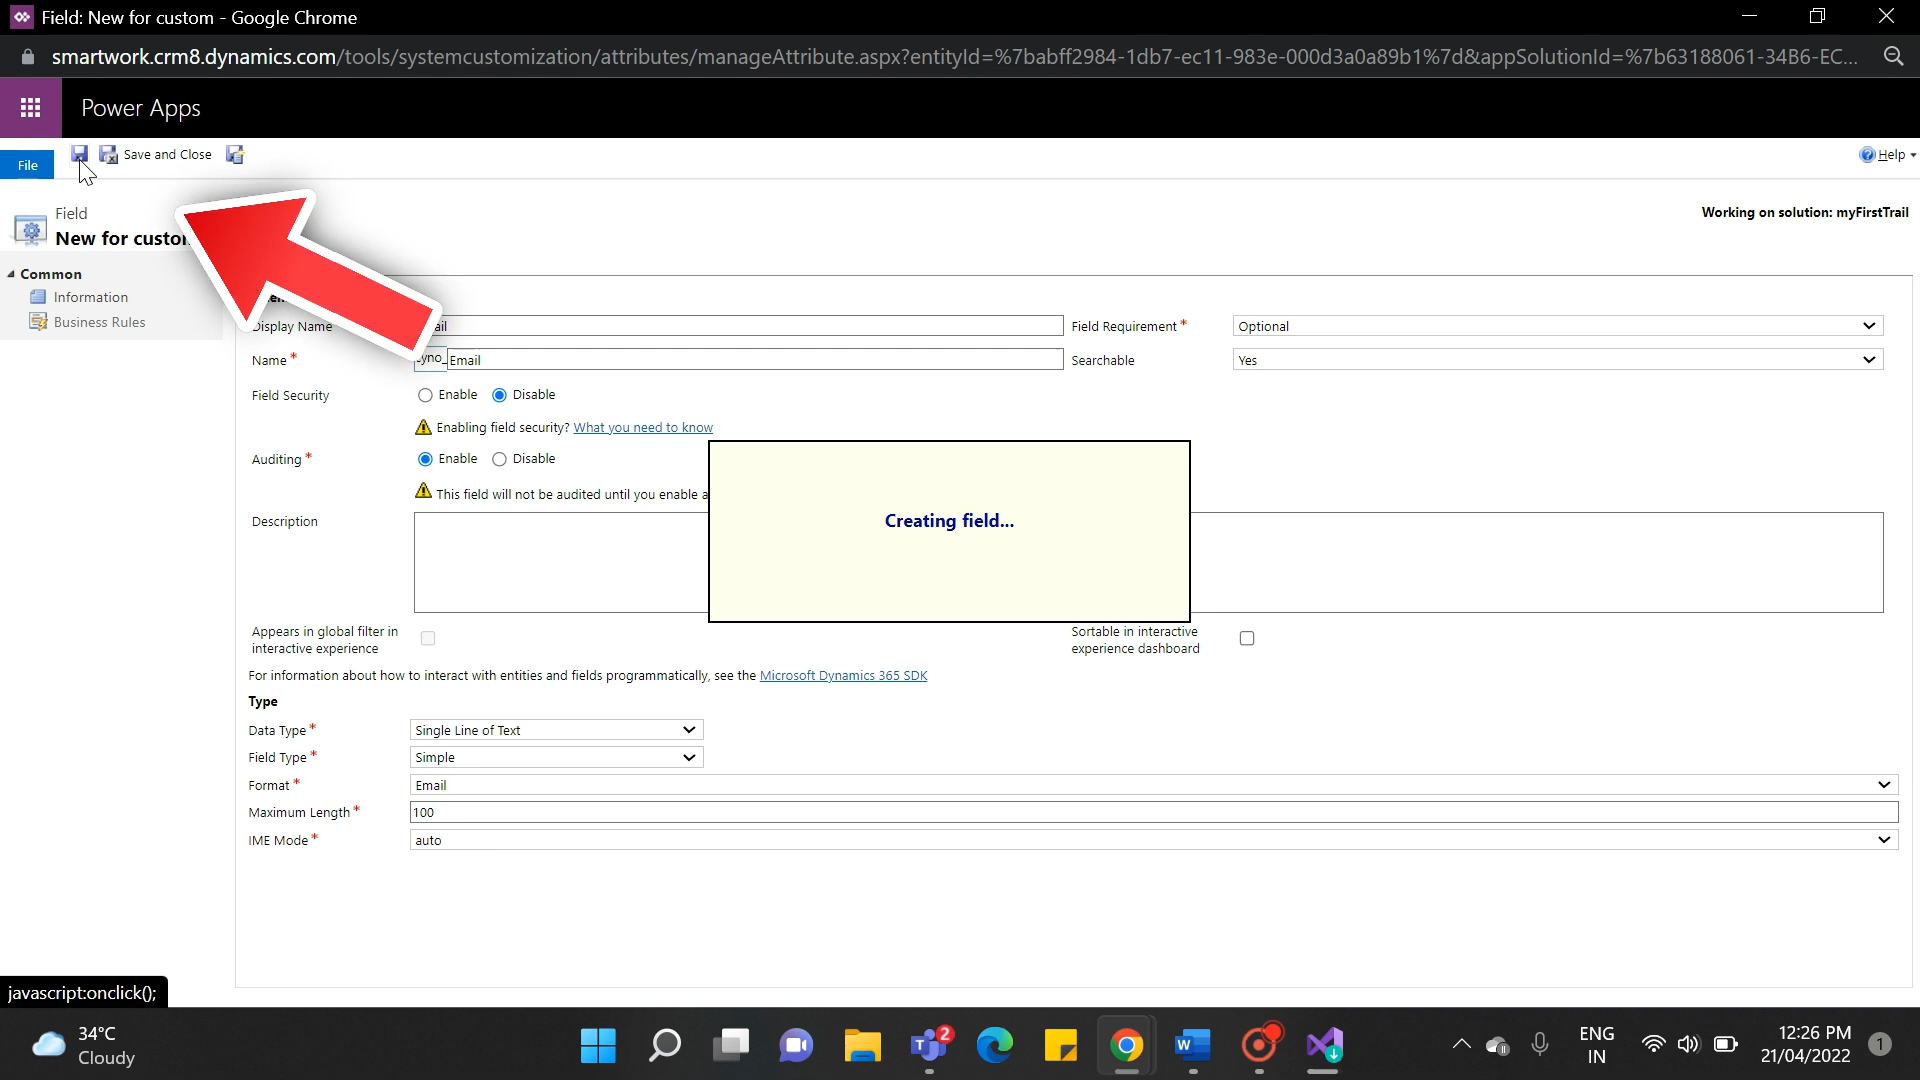 Field: New for custom - Google Chrome
smartwork.crm8.dynamics.com/tools/systemcustomization/attributes/manageAttribute.aspx?entityId=%7babff2984-1db7-ec11-983e-000d3a0a89b1%7d&appSolutionId=%7b63188061-34B6-EC...
Power Apps
File
Save and Close
Help
Field
New for custo
Working on solution: myFirstTrail
Common
Information
Business Rules
Display Name
ail
Field Requirement *
Optional
Name *
yno_
Email
Searchable
Yes
Field Security
Enable
Disable
Enabling field security? What you need to know
Auditing *
Enable
Disable
This field will not be audited until you enable a
Creating field...
Description
Appears in global filter in
interactive experience
Sortable in interactive
experience dashboard
For information about how to interact with entities and fields programmatically, see the Microsoft Dynamics 365 SDK
Type
Data Type *
Single Line of Text
Field Type *
Simple
Format *
Email
Maximum Length *
100
IME Mode *
auto
javascript:onclick();
34°C
Cloudy
2
ENG
IN
12:26 PM
21/04/2022
1